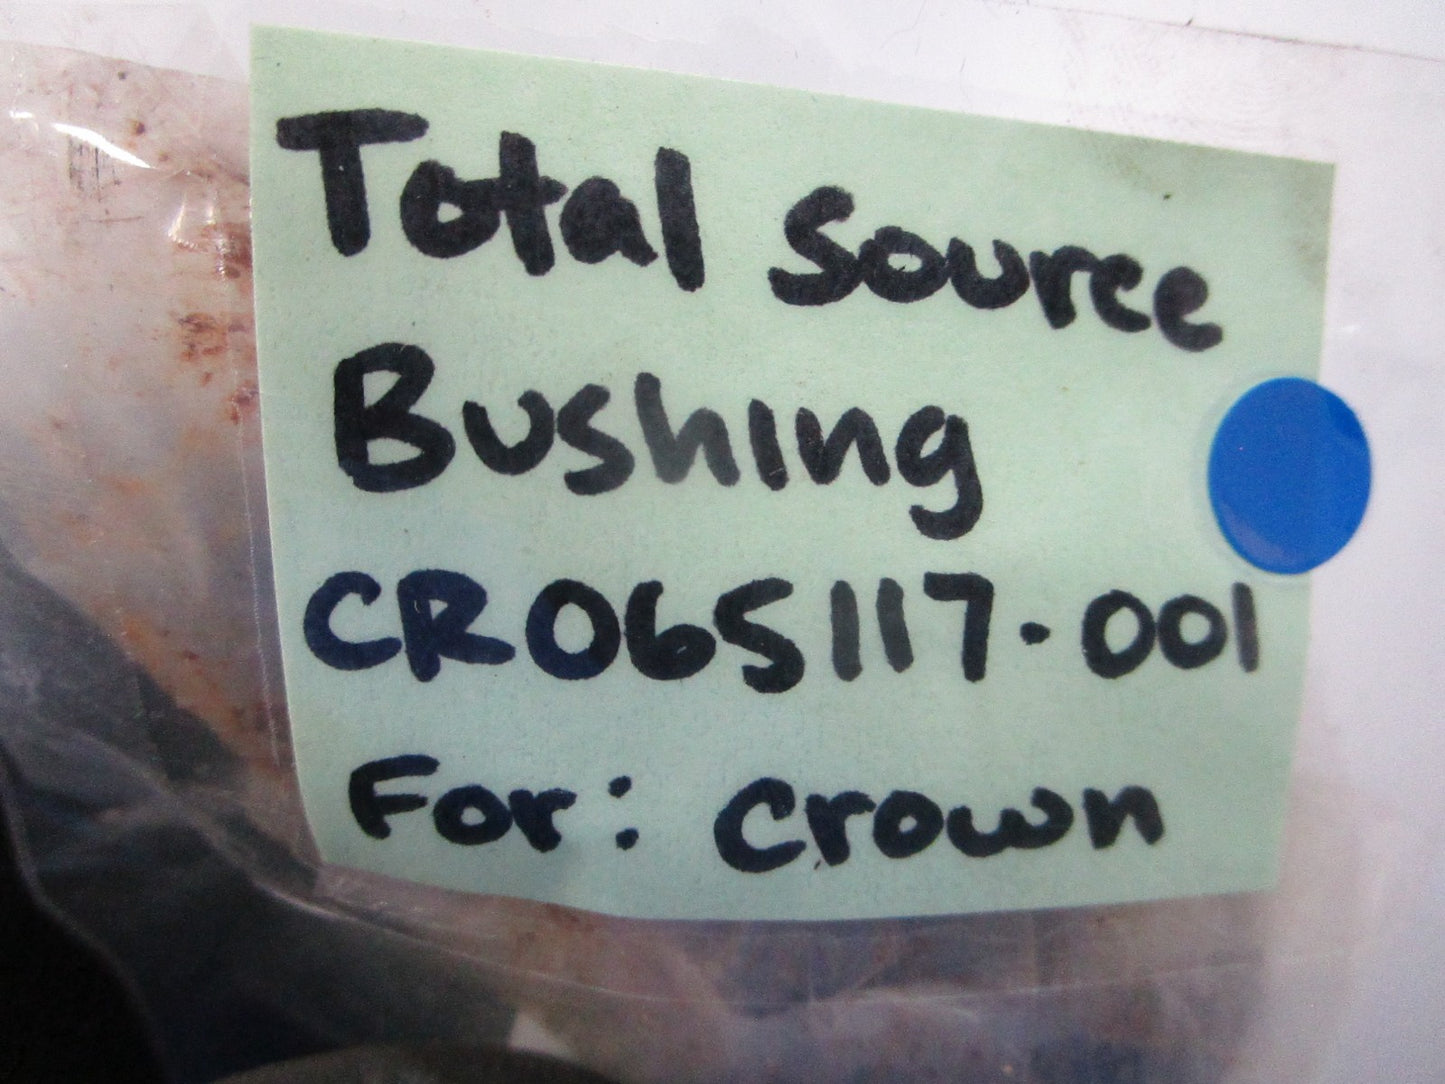 Total Source
Bushing
CR065117-001
For: Crown